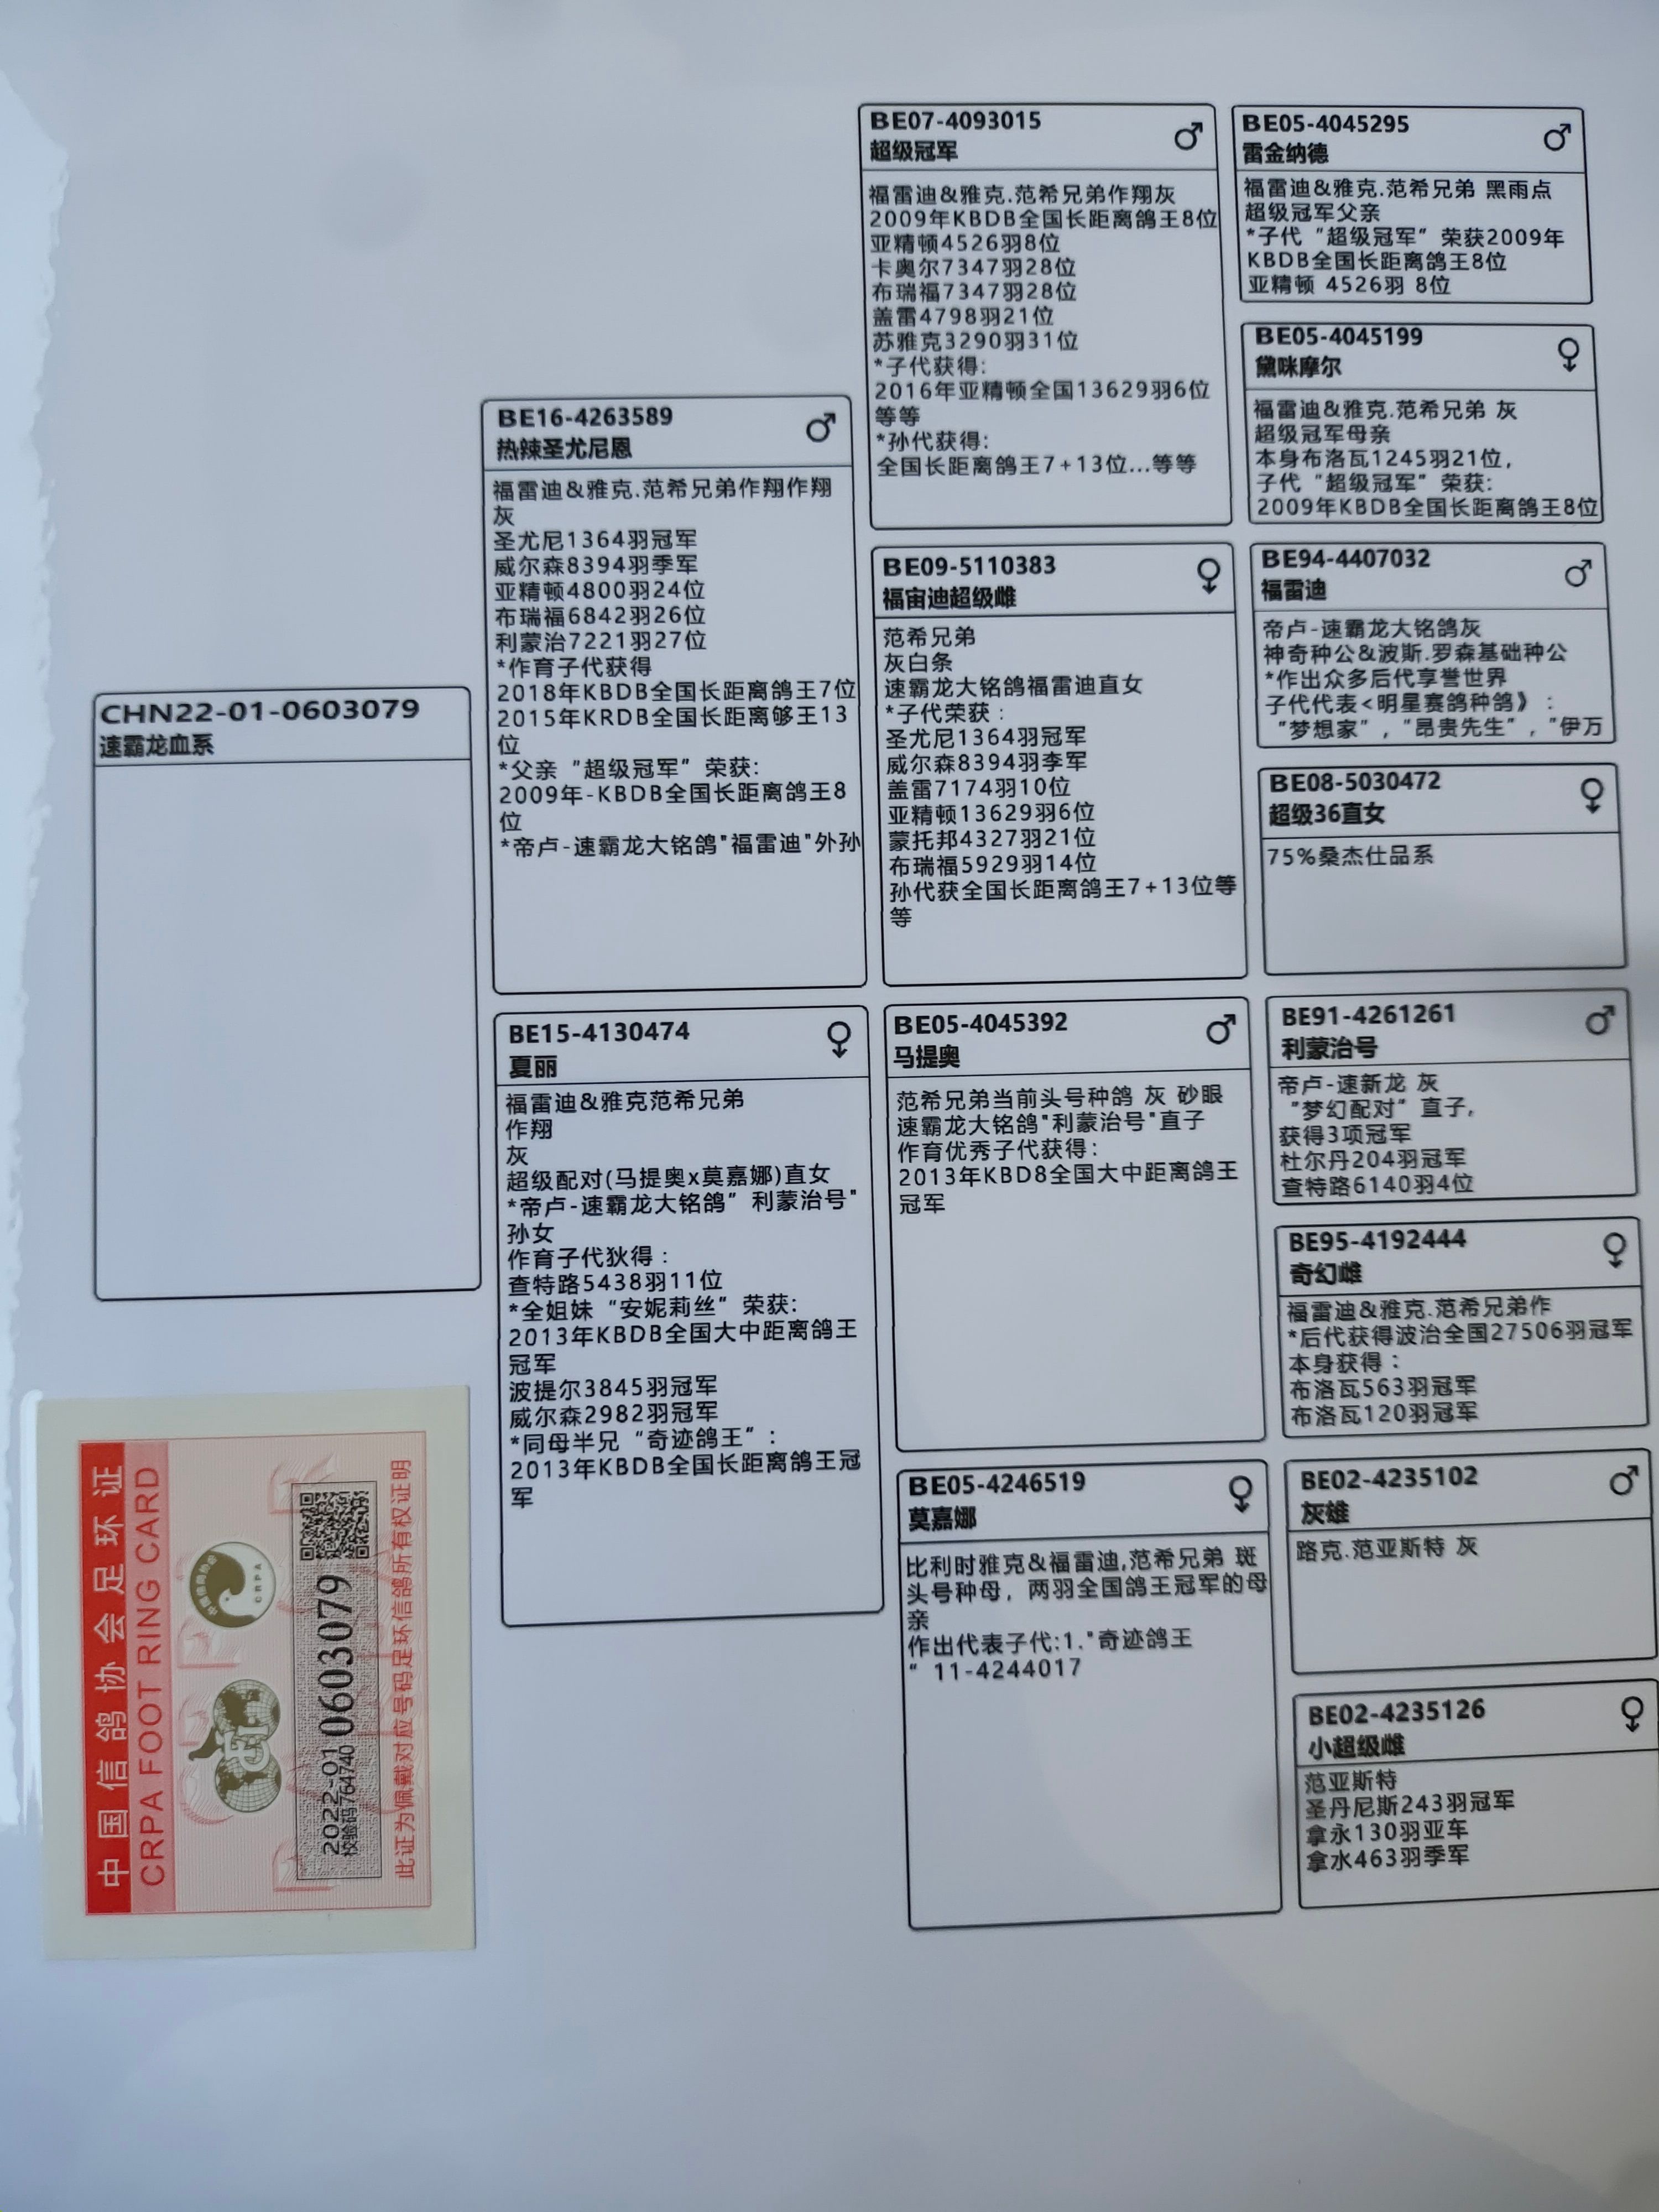 CHN22-01-0603079
速霸龙血系
BE16-4263589
热辣圣尤尼恩
福雷迪&雅克.范希兄弟作翔作翔
灰
圣尤尼1364羽冠军
威尔森8394羽季军
亚精顿4800羽24位
布瑞福6842羽26位
利蒙治7221羽27位
*作育子代获得
2018年KBDB全国长距离鸽王7位
2015年KRDB全国长距离够王13
位
*父亲“超级冠军”荣获:
2009年-KBDB全国长距离鸽王8
位
*帝卢-速霸龙大铭鸽"福雷迪"外孙
BE15-4130474
夏丽
福雷迪&雅克范希兄弟
作翔
灰
超级配对(马提奥x莫嘉娜)直女
*帝卢-速霸龙大铭鸽”利蒙治号"
孙女
作育子代狄得：
查特路5438羽11位
*全姐妹“安妮莉丝”荣获:
2013年KBDB全国大中距离鸽王
冠军
波提尔3845羽冠军
威尔森2982羽冠军
*同母半兄“奇迹鸽王“：
2013年KBDB全国长距离鸽王冠
军
BE07-4093015
超级冠军
福雷迪&雅克.范希兄弟作翔灰
2009年KBDB全国长距离鸽王8位
亚精顿4526羽8位
卡奥尔7347羽28位
布瑞福7347羽28位
盖雷4798羽21位
苏雅克3290羽31位
*子代获得:
2016年亚精顿全国13629羽6位
等等
*孙代获得:
全国长距离鸽王7+13位...等等
BE09-5110383
福宙迪超级雌
范希兄弟
灰白条
速霸龙大铭鸽福雷迪直女
*子代荣获：
圣尤尼1364羽冠军
威尔森8394羽李军
盖雷7174羽10位
亚精顿13629羽6位
蒙托邦4327羽21位
布瑞福5929羽14位
孙代获全国长距离鸽王7+13位等
等
BE05-4045392
马提奥
范希兄弟当前头号种鸽 灰 砂眼
速霸龙大铭鸽"利蒙治号"直子
作育优秀子代获得:
2013年KBD8全国大中距离鸽王
冠军
BE05-4246519
莫嘉娜
比利时雅克&福雷迪,范希兄弟 斑
头号种母，两羽全国鸽王冠军的母
亲
作出代表子代:1."奇迹鸽王
“ 11-4244017
BE05-4045295
雷金纳德
福雷迪&雅克.范希兄弟 黑雨点
超级冠军父亲
*子代“超级冠军”荣获2009年
KBDB全国长距离鸽王8位
亚精顿 4526羽 8位
BE05-4045199
黛咪摩尔
福雷迪&雅克.范希兄弟 灰
超级冠军母亲
本身布洛瓦1245羽21位，
子代“超级冠军”荣获:
2009年KBDB全国长距离鸽王8位
BE94-4407032
福雷迪
帝卢-速霸龙大铭鸽灰
神奇种公&波斯.罗森基础种公
*作出众多后代享誉世界
子代代表<明星赛鸽种鸽》：
“梦想家”，“昂贵先生”，“伊万
BE08-5030472
超级36直女
75%桑杰仕品系
BE91-4261261
利蒙治号
帝卢-速新龙 灰
“梦幻配对”直子，
获得3项冠军
杜尔丹204羽冠军
查特路6140羽4位
BE95-4192444
奇幻雌
福雷迪&雅克.范希兄弟作
*后代获得波治全国27506羽冠军
本身获得：
布洛瓦563羽冠军
布洛瓦120羽冠军
BE02-4235102
灰雄
路克.范亚斯特 灰
BE02-4235126
小超级雌
范亚斯特
圣丹尼斯243羽冠军
拿永130羽亚车
拿水463羽季军
中国信鸽协会足环证
CRPA FOOT RING CARD
中国信鸽协会
CRPA
2022-01 0603079
校验码764740
此证为佩戴对应号码足环信鸽所有权证明